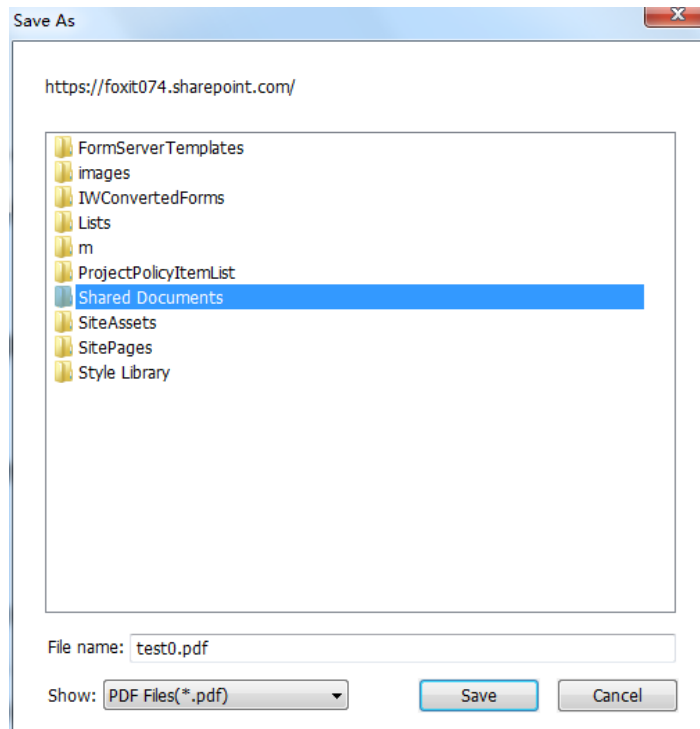 Save As
https://foxit074.sharepoint.com/
FormServerTemplates
images
IWConvertedForms
Lists
m
ProjectPolicyItemList
Shared Documents
SiteAssets
SitePages
Style Library
File name: test0.pdf
Show: PDF Files(*.pdf) Save Cancel